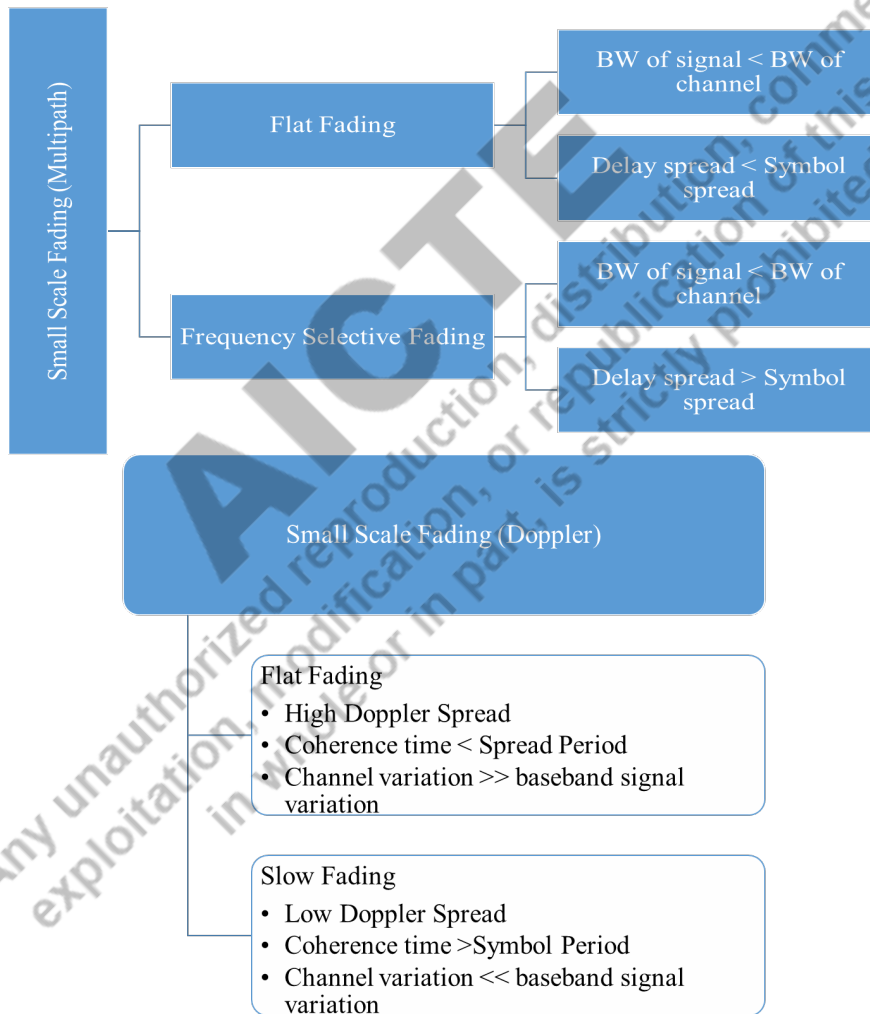 Small Scale Fading (Multipath)
Flat Fading
BW of signal < BW of
channel
Delay spread < Symbol
spread
Frequency Selective Fading
BW of signal < BW of
channel
Delay spread > Symbol
spread
Small Scale Fading (Doppler)
Flat Fading
• High Doppler Spread
• Coherence time < Spread Period
• Channel variation >> baseband signal
variation
Slow Fading
• Low Doppler Spread
• Coherence time >Symbol Period
• Channel variation << baseband signal
variation
AICTE
Any unauthorized reproduction, distribution,
exploitation, modification, or republication of this
in whole or in part, is strictly prohibited